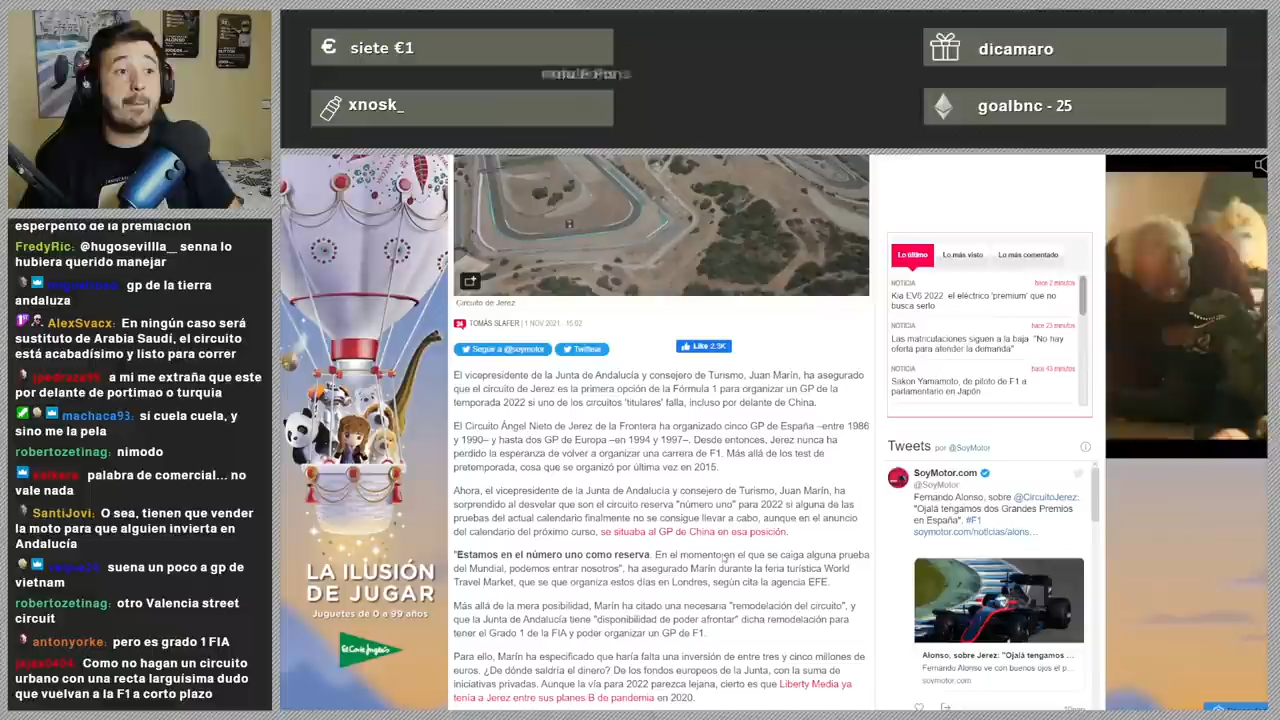 € siete €1
xnosk_
dicamaro
goalbnc - 25
esperpento de la premiación
FredyRic: @hugosevillla_ senna lo
hubiera querido manejar
gp de la tierra
andaluza
AlexSvacx: En ningún caso será
sustituto de Arabia Saudí, el circuito
esta acabadísimo y listo para correr
jpedraza95 a mi me extraña que este
por delante de portimao o turquia
machaca93: si cuela cuela, y
sino me la pela
robertozetinag: nimodo
palabra de comercial... no
vale nada
SantiJovi: O sea, tienen que vender
la moto para que alguien invierta en
Andalucía
suena un poco a gp de
vietnam
robertozetinag: otro Valencia street
circuit
antonyorke: pero es grado 1 FIA
jajas0404: Como no hagan un circuito
urbano con una recta larguísima dudo
que vuelvan a la F1 a corto plazo
LA ILUSIÓN
DE JUGAR
Juguetes de 0 a 99 años
El Corte Inglés
Circuito de Jerez
TOMÁS SLAFER | 1 NOV 2021 - 15:02
Seguir a @soymotor
Twittear
Like 2.3K
El vicepresidente de la Junta de Andalucía y consejero de Turismo, Juan Marín, ha asegurado
que el circuito de Jerez es la primera opción de la Fórmula 1 para organizar un GP de la
temporada 2022 si uno de los circuitos 'titulares' falla, incluso por delante de China.
El Circuito Ángel Nieto de Jerez de la Frontera ha organizado cinco GP de España –entre 1986
y 1990– y hasta dos GP de Europa –en 1994 y 1997–. Desde entonces, Jerez nunca ha
perdido la esperanza de volver a organizar una carrera de F1. Más allá de los test de
pretemporada, cosa que se organizó por última vez en 2015.
Ahora, el vicepresidente de la Junta de Andalucía y consejero de Turismo, Juan Marín, ha
sorprendido al desvelar que son el circuito reserva "número uno" para 2022 si alguna de las
pruebas del actual calendario finalmente no se consigue llevar a cabo, aunque en el anuncio
del calendario del próximo curso, se situaba al GP de China en esa posición.
"Estamos en el número uno como reserva. En el momento en el que se caiga alguna prueba
del Mundial, podemos entrar nosotros", ha asegurado Marín durante la feria turística World
Travel Market, que se que organiza estos días en Londres, según cita la agencia EFE.
Más allá de la mera posibilidad, Marín ha citado una necesaria "remodelación del circuito", y
que la Junta de Andalucía tiene "disponibilidad de poder afrontar" dicha remodelación para
tener el Grado 1 de la FIA y poder organizar un GP de F1.
Para ello, Marín ha especificado que haría falta una inversión de entre tres y cinco millones de
euros. ¿De dónde saldría el dinero? De los fondos europeos de la Junta, con la suma de
iniciativas privadas. Aunque la vía para 2022 parezca lejana, cierto es que Liberty Media ya
tenía a Jerez entre sus planes B de pandemia en 2020.
Lo último Lo más visto Lo más comentado
NOTICIA hace 2 minutos
Kia EV6 2022 el eléctrico 'premium' que no
busca serlo
NOTICIA hace 23 minutos
Las matriculaciones siguen a la baja "No hay
oferta para atender la demanda"
NOTICIA hace 43 minutos
Sakon Yamamoto, de piloto de F1 a
parlamentario en Japón
Tweets por @SoyMotor
SoyMotor.com
@SoyMotor
Fernando Alonso, sobre @CircuitoJerez:
"Ojalá tengamos dos Grandes Premios
en España". #F1
soymotor.com/noticias/alons…
Alonso, sobre Jerez: "Ojalá tengamos ...
Fernando Alonso ve con buenos ojos el p...
soymotor.com